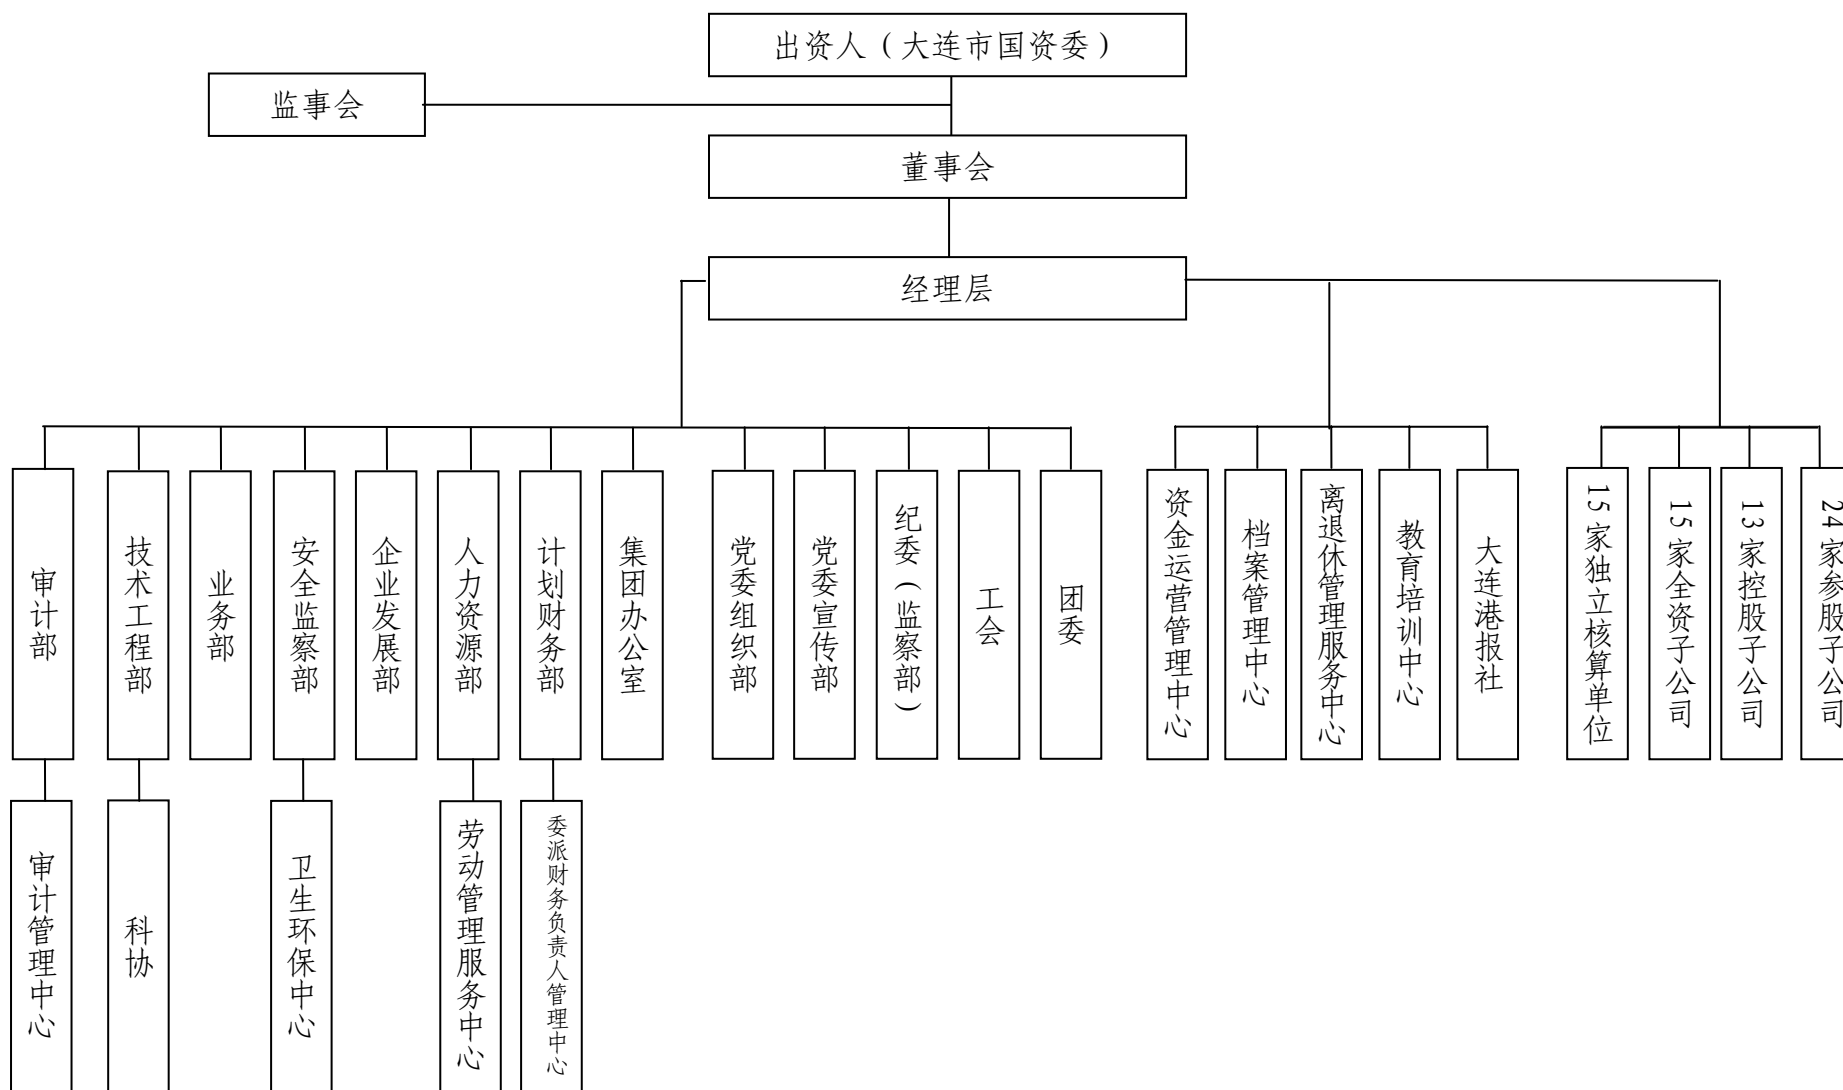 出资人（大连市国资委）
监事会
董事会
经理层
审计部
技术工程部
业务部
安全监察部
企业发展部
人力资源部
计划财务部
集团办公室
党委组织部
党委宣传部
纪委（监察部）
工会
团委
资金运营管理中心
档案管理中心
离退休管理服务中心
教育培训中心
大连港报社
15家独立核算单位
15家全资子公司
13家控股子公司
24家参股子公司
审计管理中心
科协
卫生环保中心
劳动管理服务中心
委派财务负责人管理中心